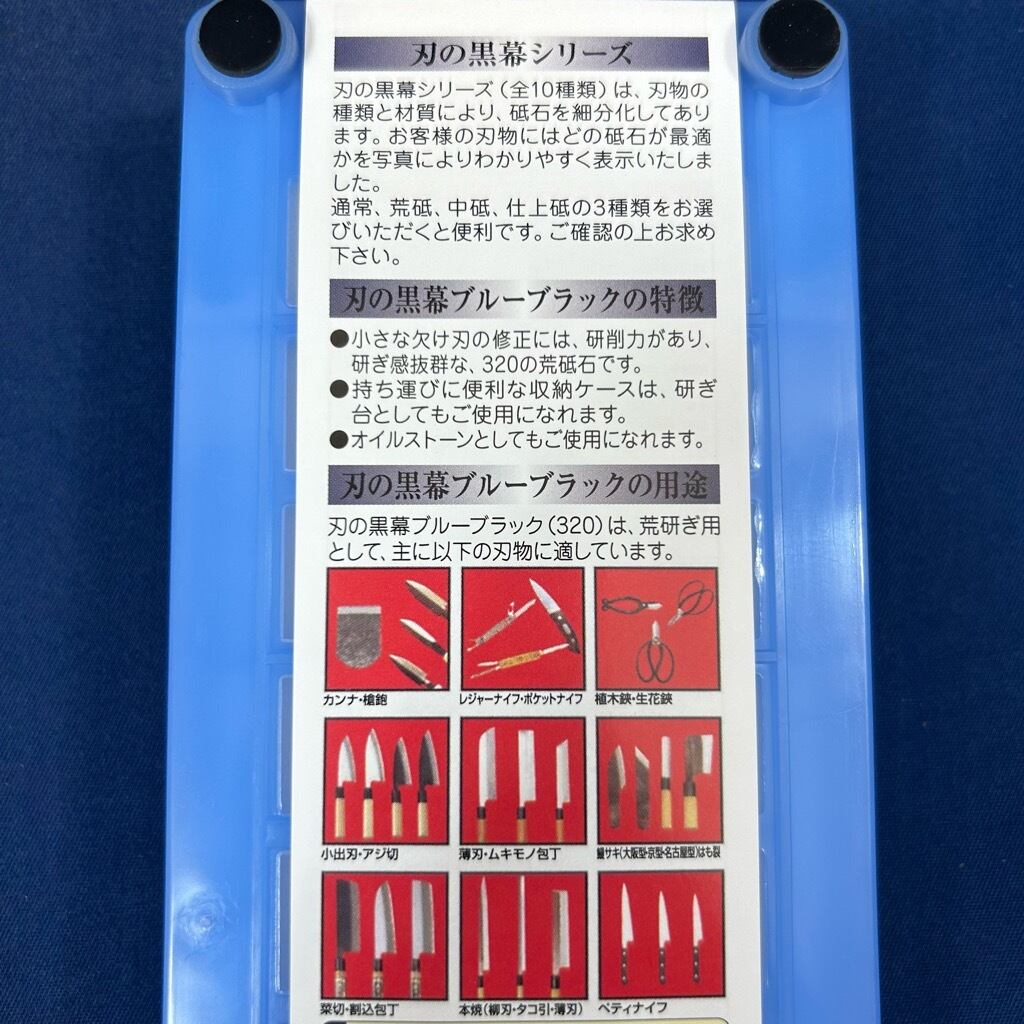 刃の黒幕シリーズ
刃の黒幕シリーズ(全10種類)は、刃物の
種類と材質により、砥石を細分化してあり
ます。お客様の刃物にはどの砥石が最適
かを写真によりわかりやすく表示いたしま
した。
通常、荒砥、中砥、仕上砥の3種類をお選
びいただくと便利です。ご確認の上お求め
下さい。
刃の黒幕ブルーブラックの特徴
●小さな欠け刃の修正には、研削力があり、
研ぎ感抜群な、320の荒砥石です。
●持ち運びに便利な収納ケースは、研ぎ
台としてもご使用になれます。
●オイルストーンとしてもご使用になれます。
刃の黒幕ブルーブラックの用途
刃の黒幕ブルーブラック(320)は、荒研ぎ用
として、主に以下の刃物に適しています。
カンナ・槍鉋 レジャーナイフ・ポケットナイフ 植木鋏・生花鋏
小出刃・アジ切 薄刃・ムキモノ包丁 鰻サキ(大阪型・京型・名古屋型)はも裂
菜切・割込包丁 本焼(柳刃・タコ引・薄刃) ペティナイフ